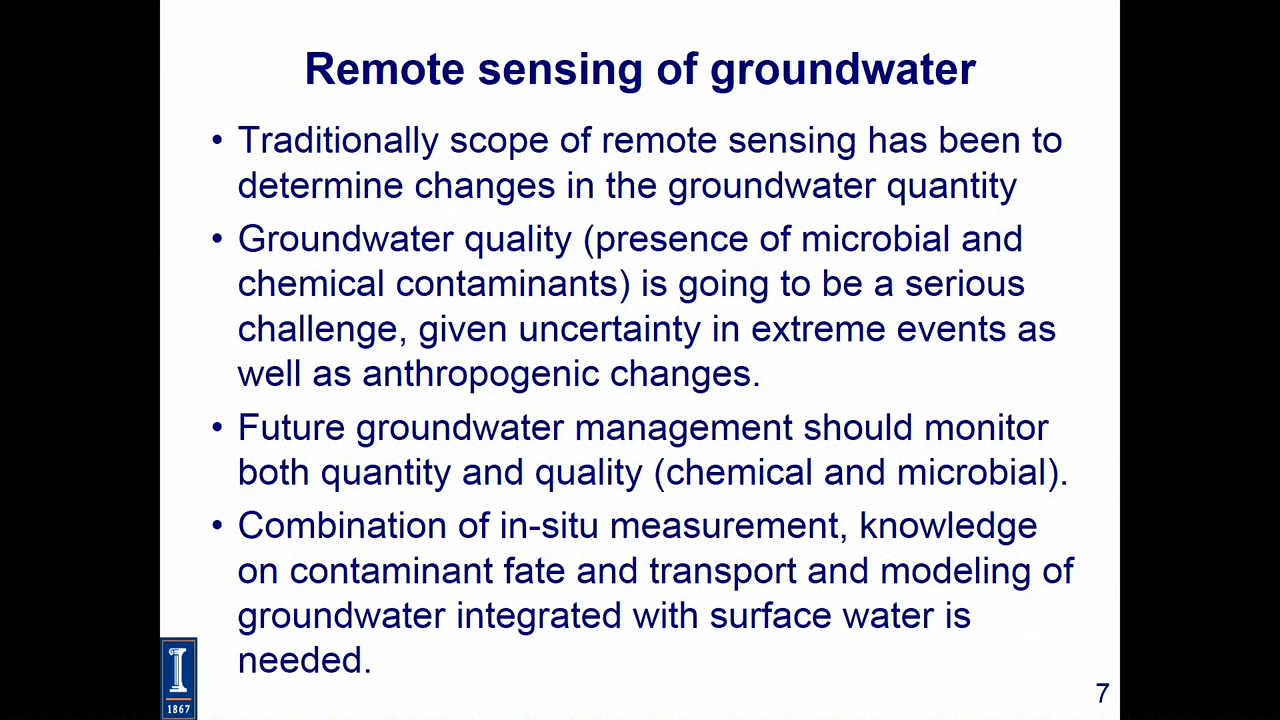 Remote sensing of groundwater
• Traditionally scope of remote sensing has been to
determine changes in the groundwater quantity
• Groundwater quality (presence of microbial and
chemical contaminants) is going to be a serious
challenge, given uncertainty in extreme events as
well as anthropogenic changes.
• Future groundwater management should monitor
both quantity and quality (chemical and microbial).
• Combination of in-situ measurement, knowledge
on contaminant fate and transport and modeling of
groundwater integrated with surface water is
needed.
I
1867
7